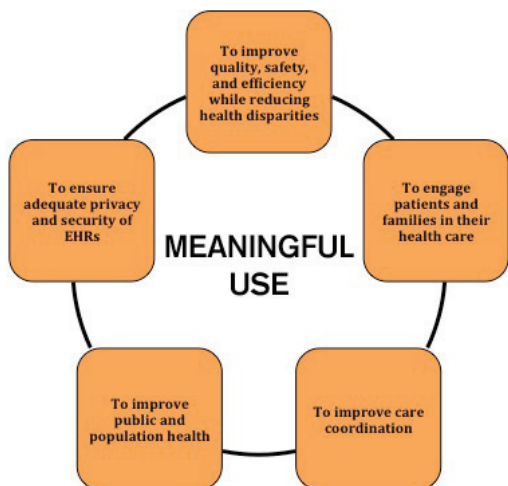 To improve
quality, safety,
and efficiency
while reducing
health disparities
To ensure
adequate privacy
and security of
EHRs
To engage
patients and
families in their
health care
MEANINGFUL
USE
To improve
public and
population health
To improve care
coordination